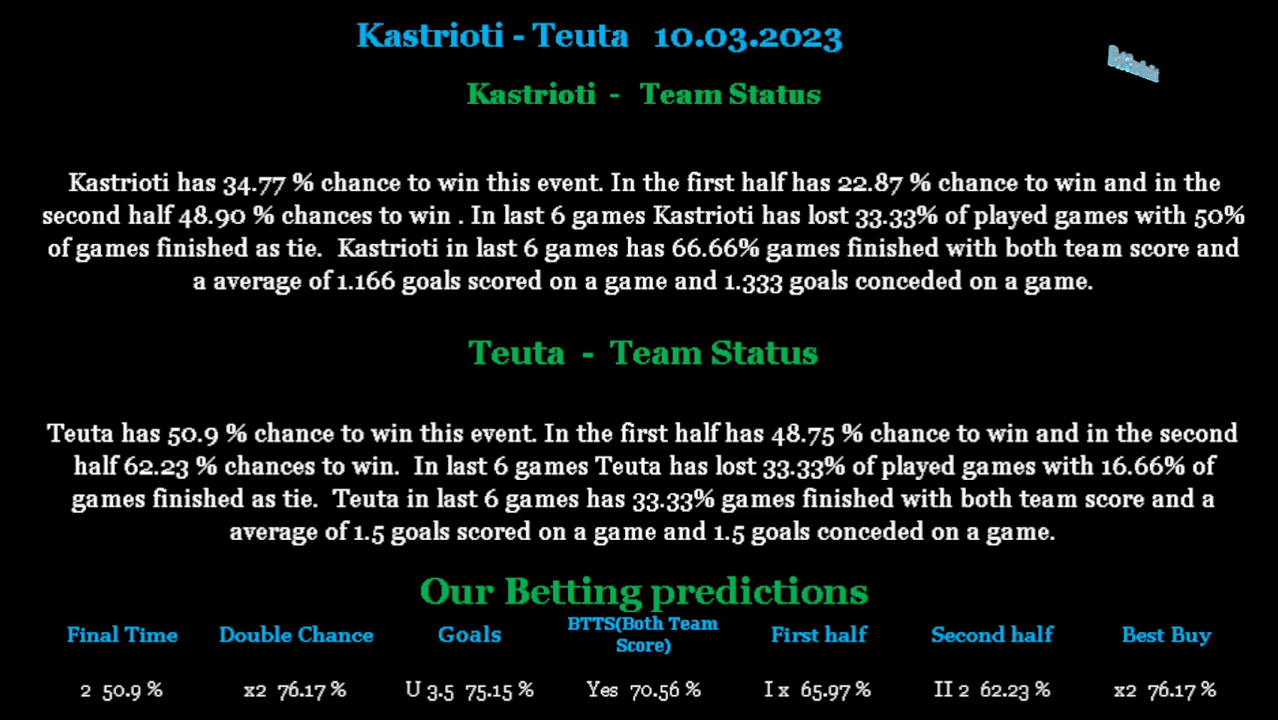 Kastrioti - Teuta 10.03.2023
Kastrioti - Team Status
Kastrioti has 34.77 % chance to win this event. In the first half has 22.87 % chance to win and in the
second half 48.90 % chances to win . In last 6 games Kastrioti has lost 33.33% of played games with 50%
of games finished as tie. Kastrioti in last 6 games has 66.66% games finished with both team score and
a average of 1.166 goals scored on a game and 1.333 goals conceded on a game.
Teuta - Team Status
Teuta has 50.9 % chance to win this event. In the first half has 48.75 % chance to win and in the second
half 62.23 % chances to win. In last 6 games Teuta has lost 33.33% of played games with 16.66% of
games finished as tie. Teuta in last 6 games has 33.33% games finished with both team score and a
average of 1.5 goals scored on a game and 1.5 goals conceded on a game.
Our Betting predictions
Final Time Double Chance Goals BTTS(Both Team Score) First half Second half Best Buy
2 50.9 % x2 76.17 % U 3.5 75.15 % Yes 70.56 % I x 65.97 % II 2 62.23 % x2 76.17 %